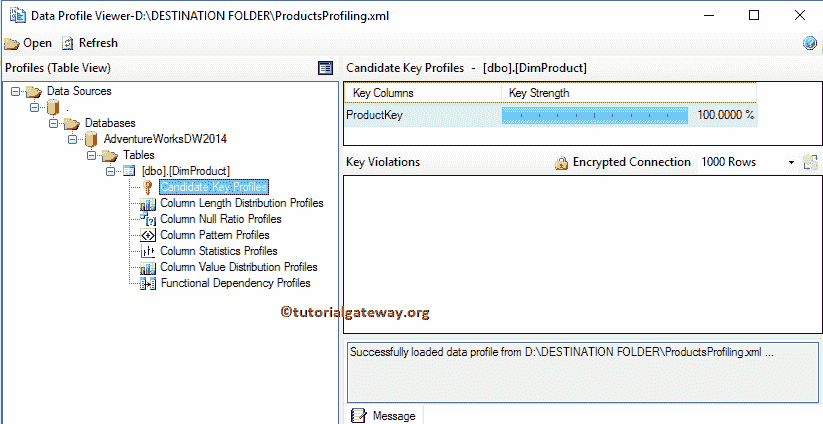 Data Profile Viewer-D:\DESTINATION FOLDER\ProductsProfiling.xml
Open Refresh
Profiles (Table View)
Data Sources
.
Databases
AdventureWorksDW2014
Tables
[dbo].[DimProduct]
Candidate Key Profiles
Column Length Distribution Profiles
Column Null Ratio Profiles
Column Pattern Profiles
Column Statistics Profiles
Column Value Distribution Profiles
Functional Dependency Profiles
©tutorialgateway.org
Candidate Key Profiles - [dbo].[DimProduct]
Key Columns Key Strength
ProductKey 100.0000 %
Key Violations Encrypted Connection 1000 Rows
Successfully loaded data profile from D:\DESTINATION FOLDER\ProductsProfiling.xml ...
Message